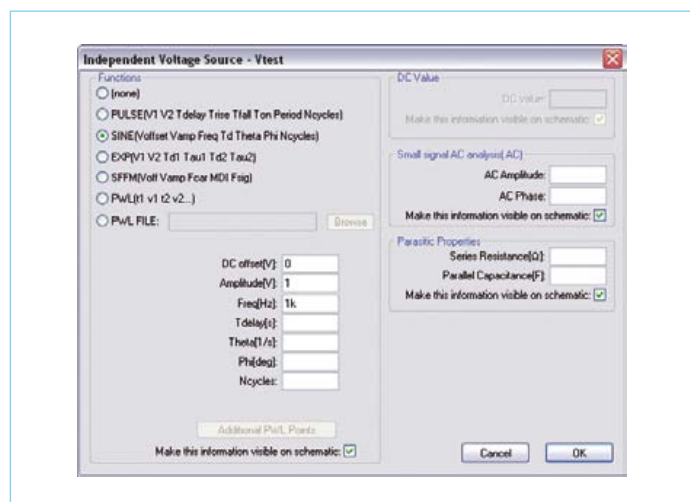 Independent Voltage Source - Vtest
Functions
(none)
PULSE(V1 V2 Tdelay Trise Tfall Ton Period Ncycles)
SINE(Voffset Vamp Freq Td Theta Phi Ncycles)
EXP(V1 V2 Td1 Tau1 Td2 Tau2)
SFFM(Voff Vamp Fcar MDI Fsig)
PWL(t1 v1 t2 v2...)
PWL FILE:
Browse
DC offset[V]: 0
Amplitude[V]: 1
Freq[Hz]: 1k
Tdelay[s]:
Theta[1/s]:
Phi[deg]:
Ncycles:
Additional PWL Points
Make this information visible on schematic:
DC Value
DC value:
Make this information visible on schematic:
Small signal AC analysis(.AC)
AC Amplitude:
AC Phase:
Make this information visible on schematic:
Parasitic Properties
Series Resistance[Ω]:
Parallel Capacitance[F]:
Make this information visible on schematic:
Cancel
OK